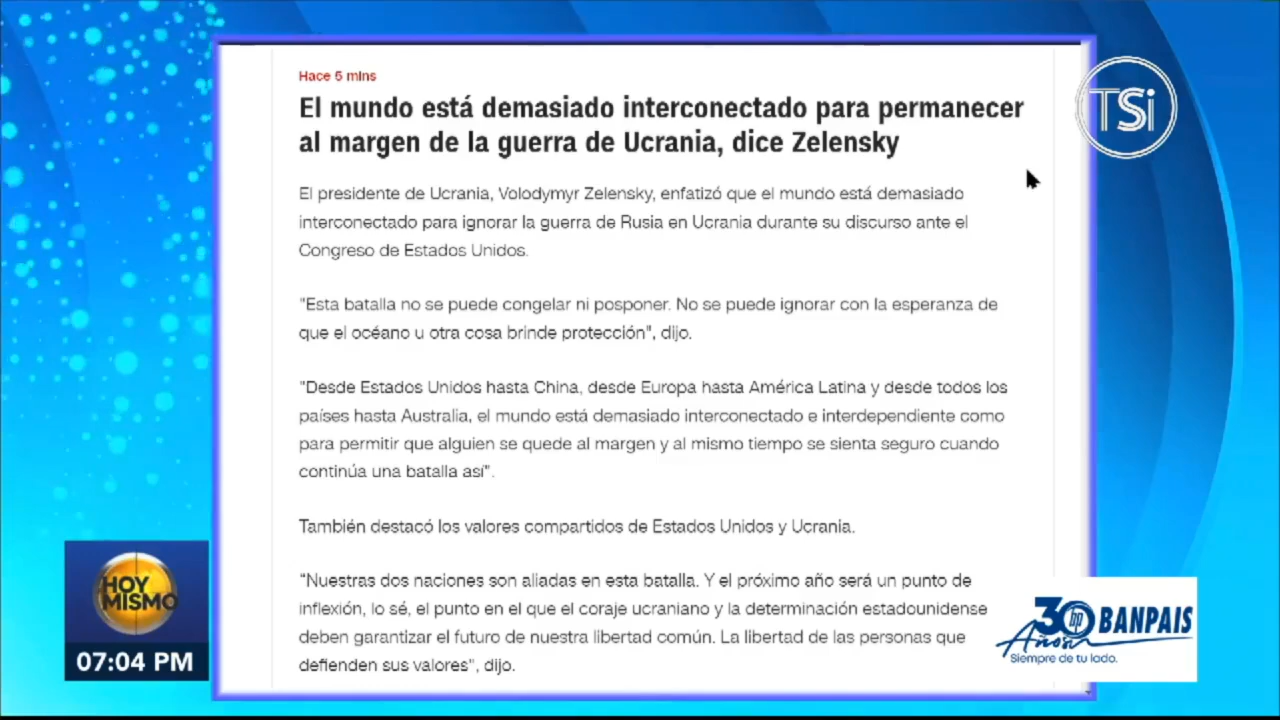 Hace 5 mins
El mundo está demasiado interconectado para permanecer
al margen de la guerra de Ucrania, dice Zelensky
El presidente de Ucrania, Volodymyr Zelensky, enfatizó que el mundo está demasiado
interconectado para ignorar la guerra de Rusia en Ucrania durante su discurso ante el
Congreso de Estados Unidos.
"Esta batalla no se puede congelar ni posponer. No se puede ignorar con la esperanza de
que el océano u otra cosa brinde protección", dijo.
"Desde Estados Unidos hasta China, desde Europa hasta América Latina y desde todos los
países hasta Australia, el mundo está demasiado interconectado e interdependiente como
para permitir que alguien se quede al margen y al mismo tiempo se sienta seguro cuando
continúa una batalla así".
También destacó los valores compartidos de Estados Unidos y Ucrania.
"Nuestras dos naciones son aliadas en esta batalla. Y el próximo año será un punto de
inflexión, lo sé, el punto en el que el coraje ucraniano y la determinación estadounidense
deben garantizar el futuro de nuestra libertad común. La libertad de las personas que
defienden sus valores", dijo.
TSi
HOY
MISMO
07:04 PM
30 bp BANPAIS
Años
Siempre de tu lado.